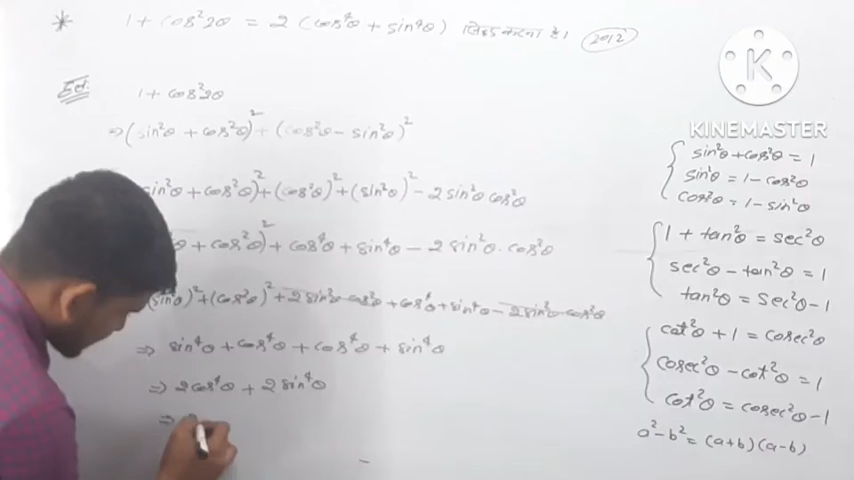 * 1 + cos²2θ = 2 (cos⁴θ + sin⁴θ) सिद्ध करना है। 2012
हल:
1 + cos²2θ
⇒ (sin²θ + cos²θ)² + (cos²θ - sin²θ)²
sin²θ + cos²θ)² + (cos²θ)² + (sin²θ)² - 2 sin²θ cos²θ
θ + cos²θ)² + cos⁴θ + sin⁴θ - 2 sin²θ . cos²θ
(sin²θ)² + (cos²θ)² + 2 sin²θ cos²θ + cos⁴θ + sin⁴θ - 2 sin²θ cos²θ
⇒ sin⁴θ + cos⁴θ + cos⁴θ + sin⁴θ
⇒ 2cos⁴θ + 2 sin⁴θ
⇒
K
KINEMASTER
sin²θ + cos²θ = 1
sin²θ = 1 - cos²θ
cos²θ = 1 - sin²θ
1 + tan²θ = sec²θ
sec²θ - tan²θ = 1
tan²θ = sec²θ - 1
cot²θ + 1 = cosec²θ
cosec²θ - cot²θ = 1
cot²θ = cosec²θ - 1
a² - b² = (a+b) (a-b)